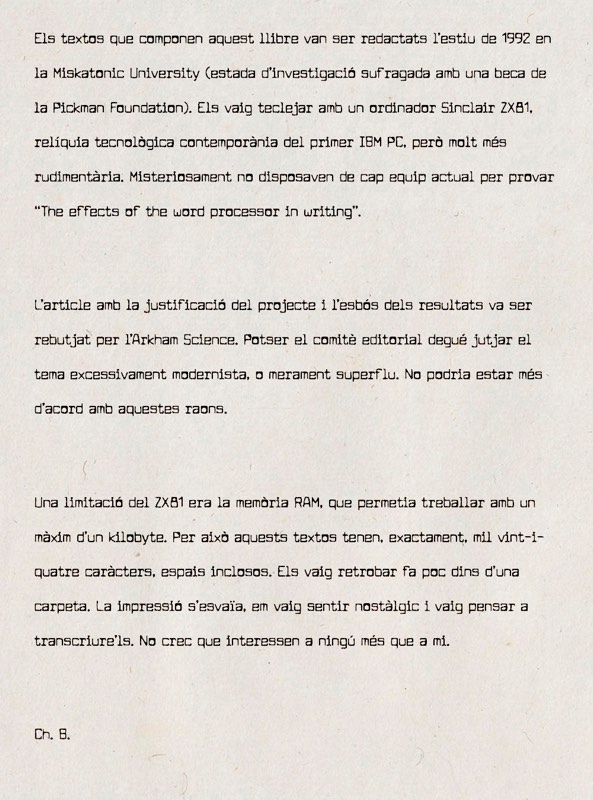 Els textos que componen aquest llibre van ser redactats l'estiu de 1992 en
la Miskatonic University (estada d'investigació sufragada amb una beca de
la Pickman Foundation). Els vaig teclejar amb un ordinador Sinclair ZX81,
relíquia tecnològica contemporània del primer IBM PC, però molt més
rudimentària. Misteriosament no disposaven de cap equip actual per provar
“The effects of the word processor in writing”.
L'article amb la justificació del projecte i l'esbós dels resultats va ser
rebutjat per l'Arkham Science. Potser el comitè editorial degué jutjar el
tema excessivament modernista, o merament superflu. No podria estar més
d'acord amb aquestes raons.
Una limitació del ZX81 era la memòria RAM, que permetia treballar amb un
màxim d'un kilobyte. Per això aquests textos tenen, exactament, mil vint-i-
quatre caràcters, espais inclosos. Els vaig retrobar fa poc dins d'una
carpeta. La impressió s'esvaïa, em vaig sentir nostàlgic i vaig pensar a
transcriure'ls. No crec que interessen a ningú més que a mi.
Ch. B.